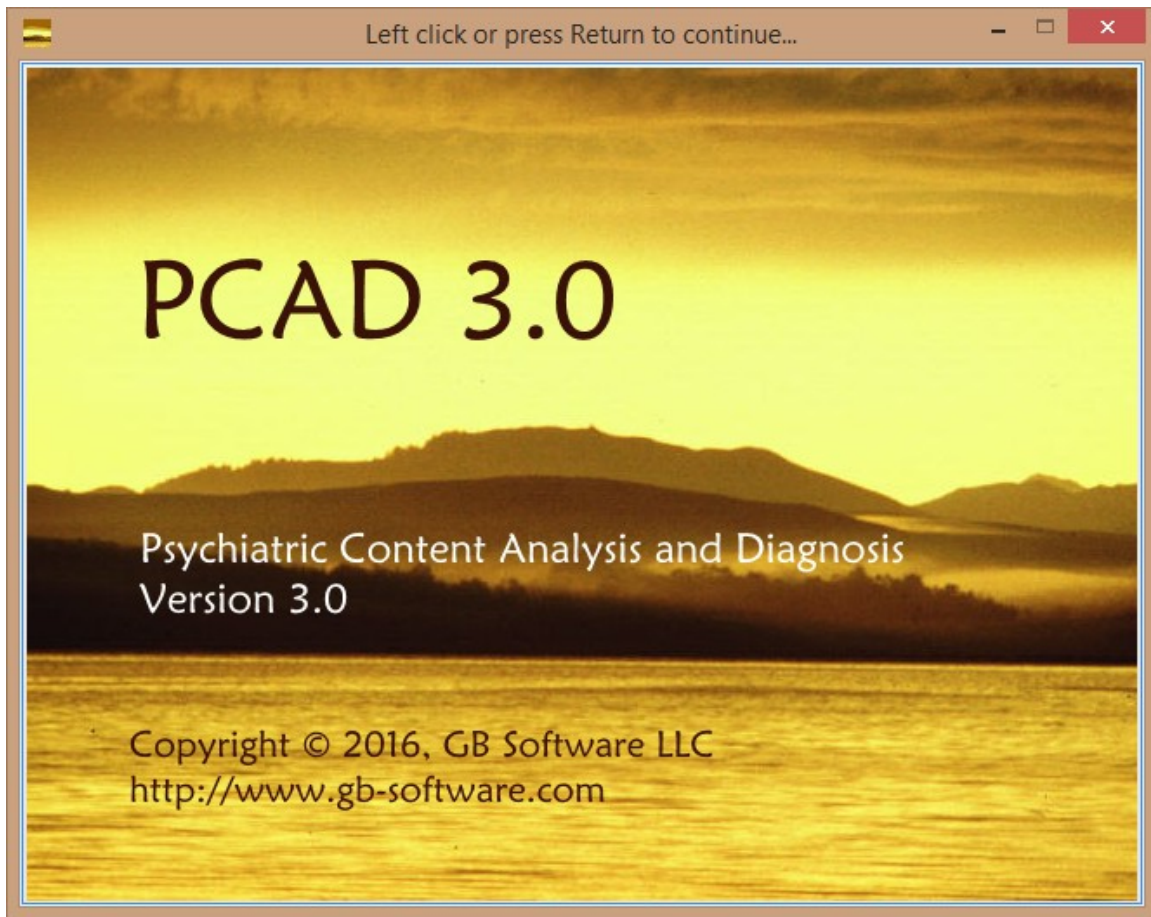 Left click or press Return to continue...
PCAD 3.0
Psychiatric Content Analysis and Diagnosis
Version 3.0
Copyright © 2016, GB Software LLC
http://www.gb-software.com